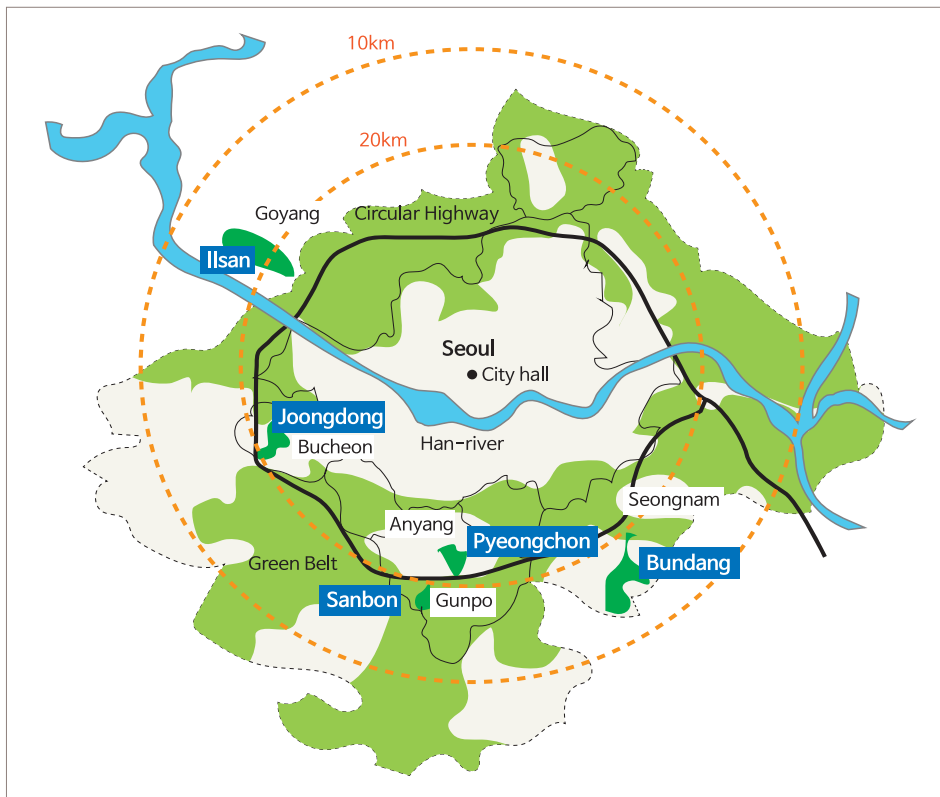 10km
20km
Goyang
Circular Highway
Ilsan
Seoul
City hall
Joongdong
Bucheon
Han-river
Seongnam
Anyang
Pyeongchon
Green Belt
Bundang
Sanbon
Gunpo